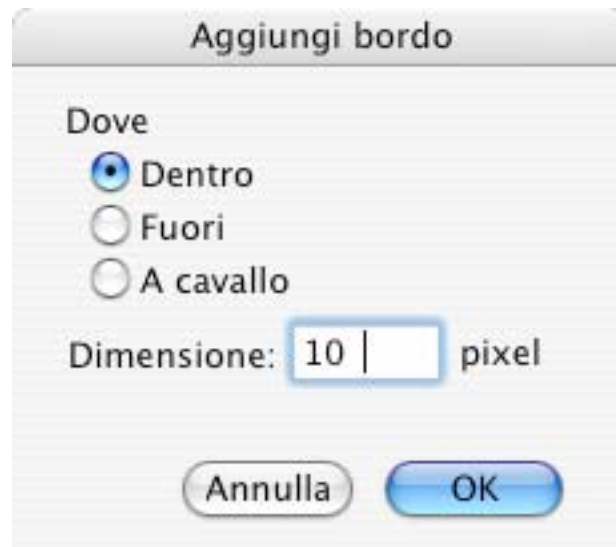 Aggiungi bordo
Dove
Dentro
Fuori
A cavallo
Dimensione: 10 pixel
Annulla OK